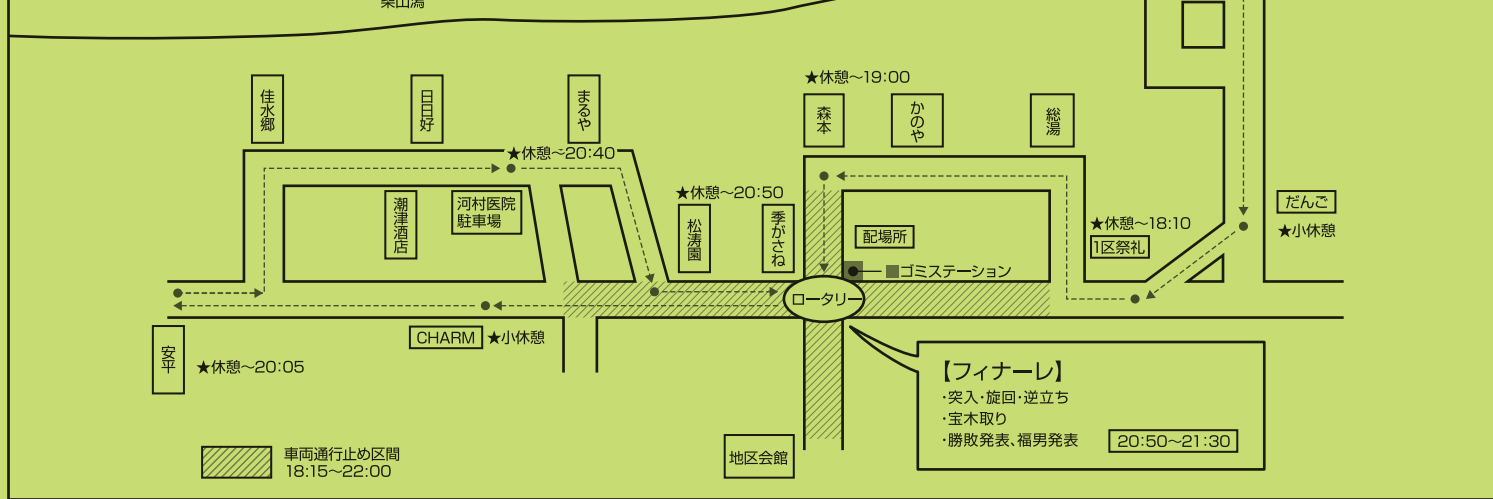 柴山潟
★休憩～19:00
佳水郷
日日好
まるや
森本
かのや
総湯
★休憩～20:40
★休憩～20:50
潮津酒店
河村医院
駐車場
松涛園
季がさね
配場所
■ゴミステーション
★休憩～18:10
1区祭礼
だんご
★小休憩
ロータリー
CHARM ★小休憩
安平
★休憩～20:05
【フィナーレ】
・突入・旋回・逆立ち
・宝木取り
・勝敗発表、福男発表
20:50～21:30
車両通行止め区間
18:15～22:00
地区会館